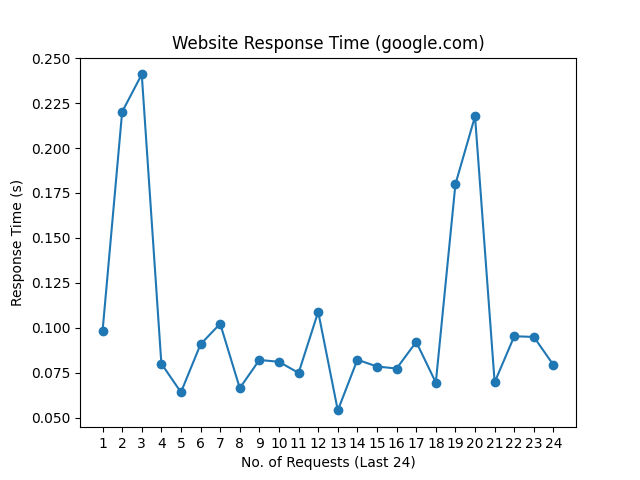 Website Response Time (google.com)
0.250
0.225
0.200
0.175
0.150
0.125
0.100
0.075
0.050
Response Time (s)
1 2 3 4 5 6 7 8 9 10 11 12 13 14 15 16 17 18 19 20 21 22 23 24
No. of Requests (Last 24)